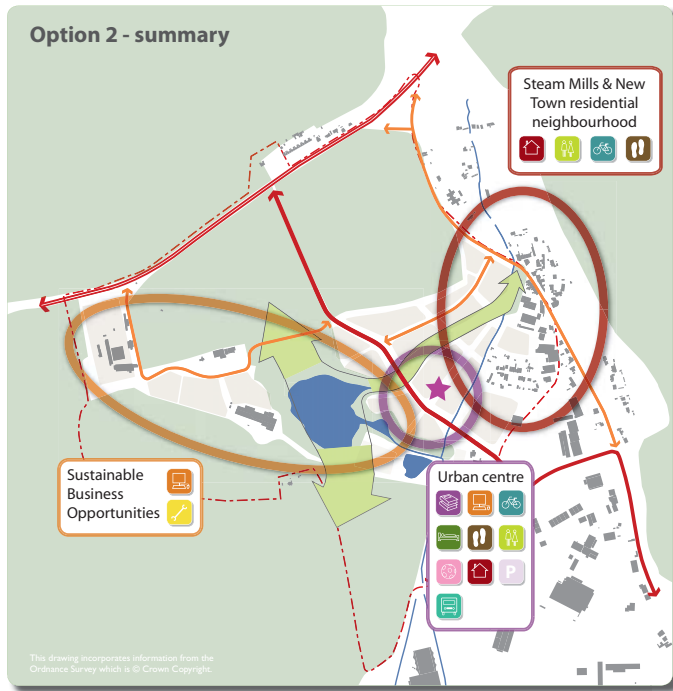 Option 2 - summary
Steam Mills & New
Town residential
neighbourhood
Sustainable
Business
Opportunities
Urban centre
P
This drawing incorporates information from the
Ordnance Survey which is © Crown Copyright.